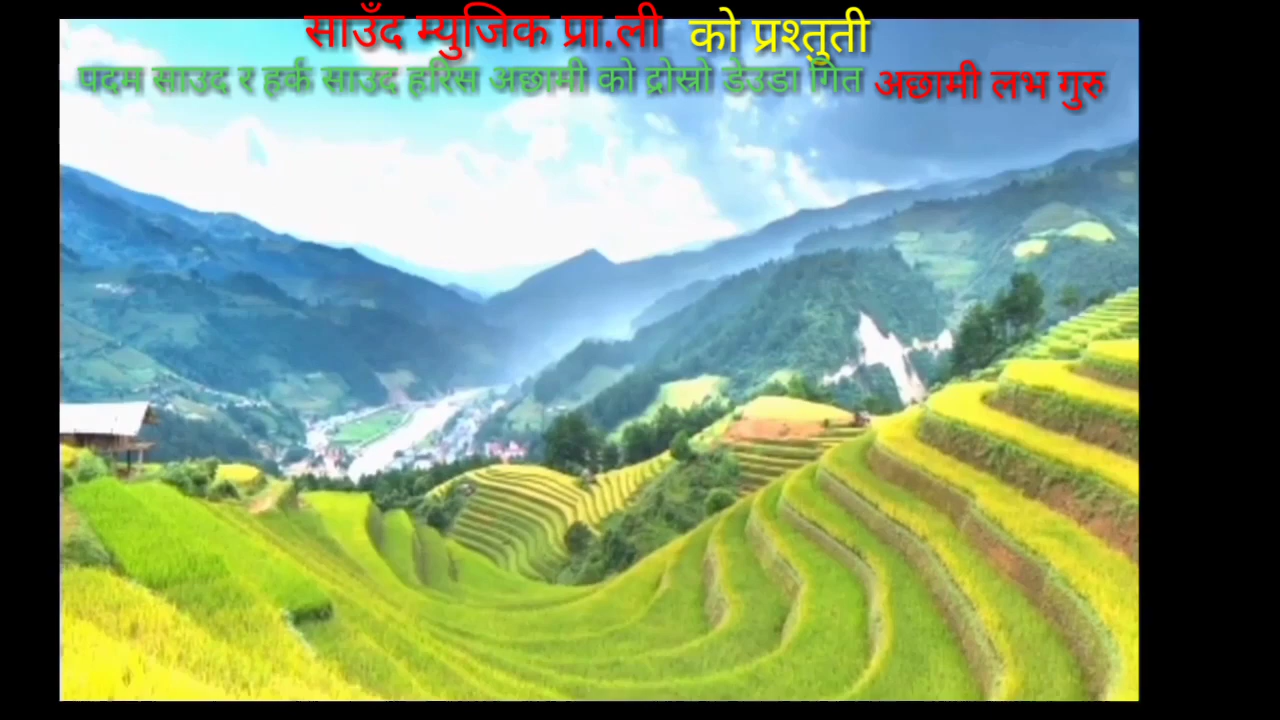 साउँद म्युजिक प्रा.ली को प्रश्तुती
पदम साउद र हर्क साउद हरिस अछामी को द्रोस्रो डेउडा गित अछामी लभ गुरु